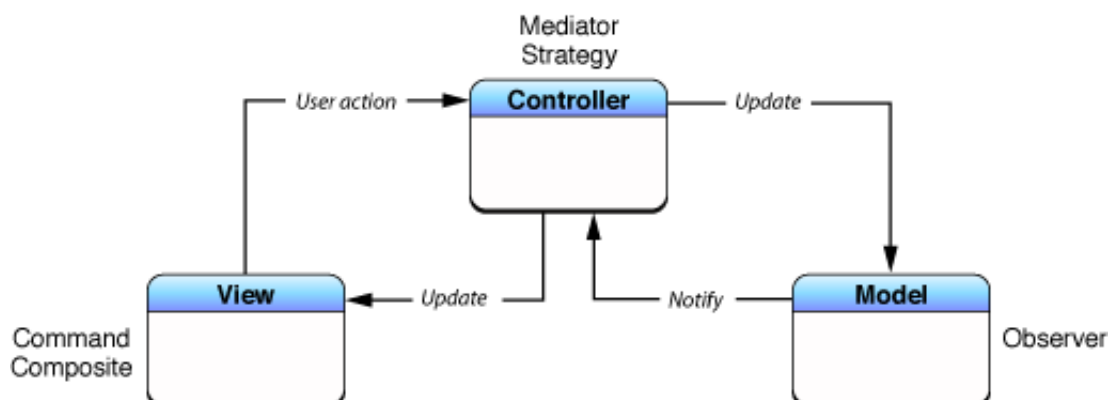 Mediator
Strategy
User action
Controller
Update
View
Update
Notify
Model
Command
Composite
Observer